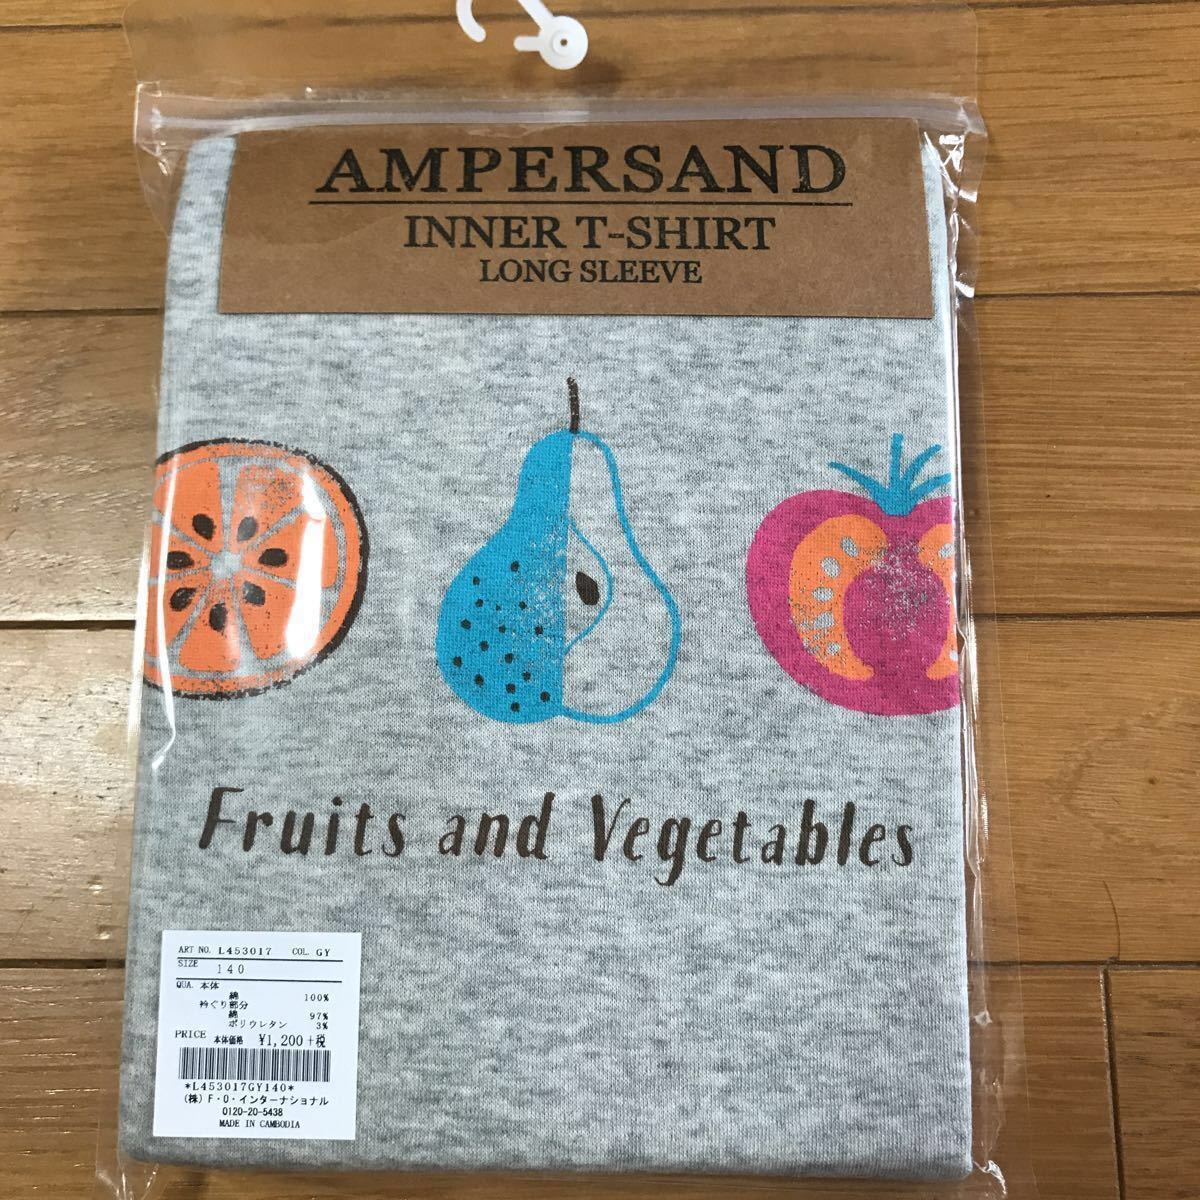 AMPERSAND
INNER T-SHIRT
LONG SLEEVE
Fruits and Vegetables
ART NO. L453017 COL. GY
SIZE 140
QUA. 本体
綿 100%
衿ぐり部分
綿 97%
ポリウレタン 3%
PRICE 本体価格 ¥1,200+税
*L453017GY140*
(株)F・O・インターナショナル
0120-20-5438
MADE IN CAMBODIA